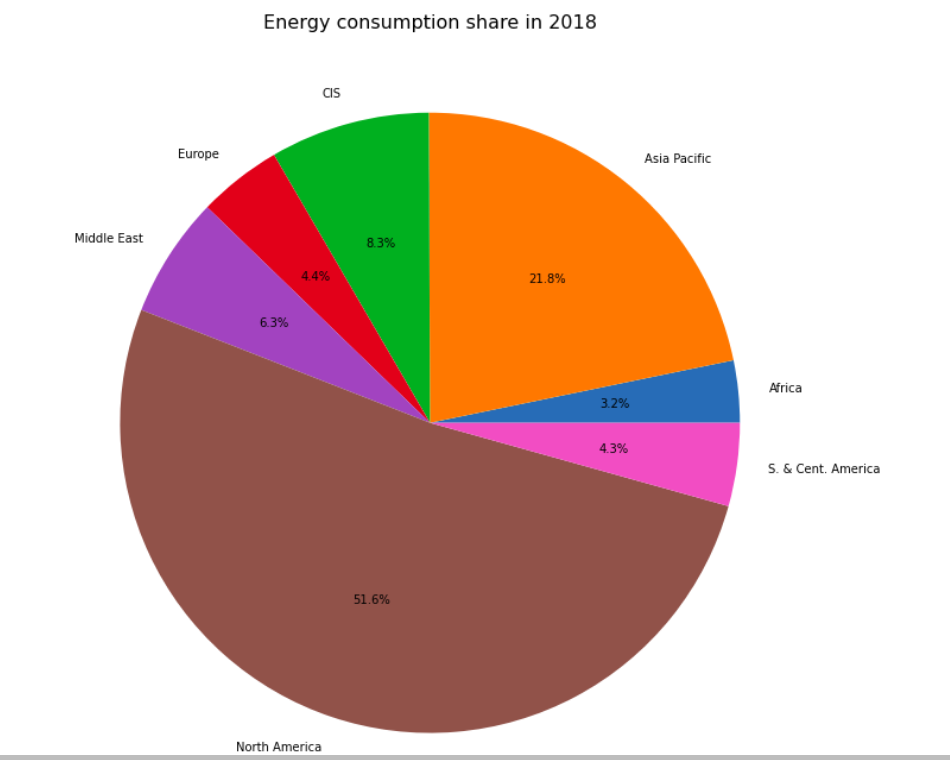 Energy consumption share in 2018
CIS
Europe
Asia Pacific
Middle East
8.3%
4.4%
21.8%
6.3%
Africa
3.2%
4.3%
S. & Cent. America
51.6%
North America